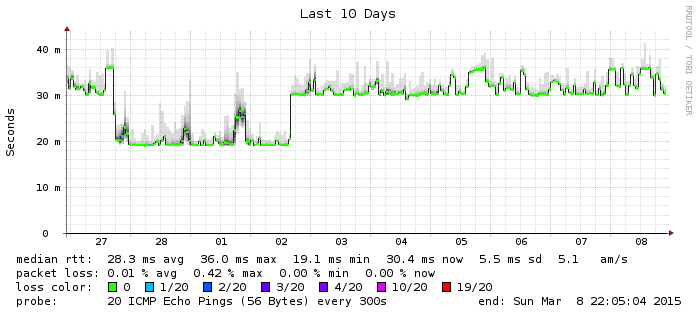 Last 10 Days
RRDTOOL / TOBI OETIKER
Seconds
40 m
30 m
20 m
10 m
0
27 28 01 02 03 04 05 06 07 08
median rtt: 28.3 ms avg 36.0 ms max 19.1 ms min 30.4 ms now 5.5 ms sd 5.1 am/s
packet loss: 0.01 % avg 0.42 % max 0.00 % min 0.00 % now
loss color: 0 1/20 2/20 3/20 4/20 10/20 19/20
probe: 20 ICMP Echo Pings (56 Bytes) every 300s end: Sun Mar 8 22:05:04 2015